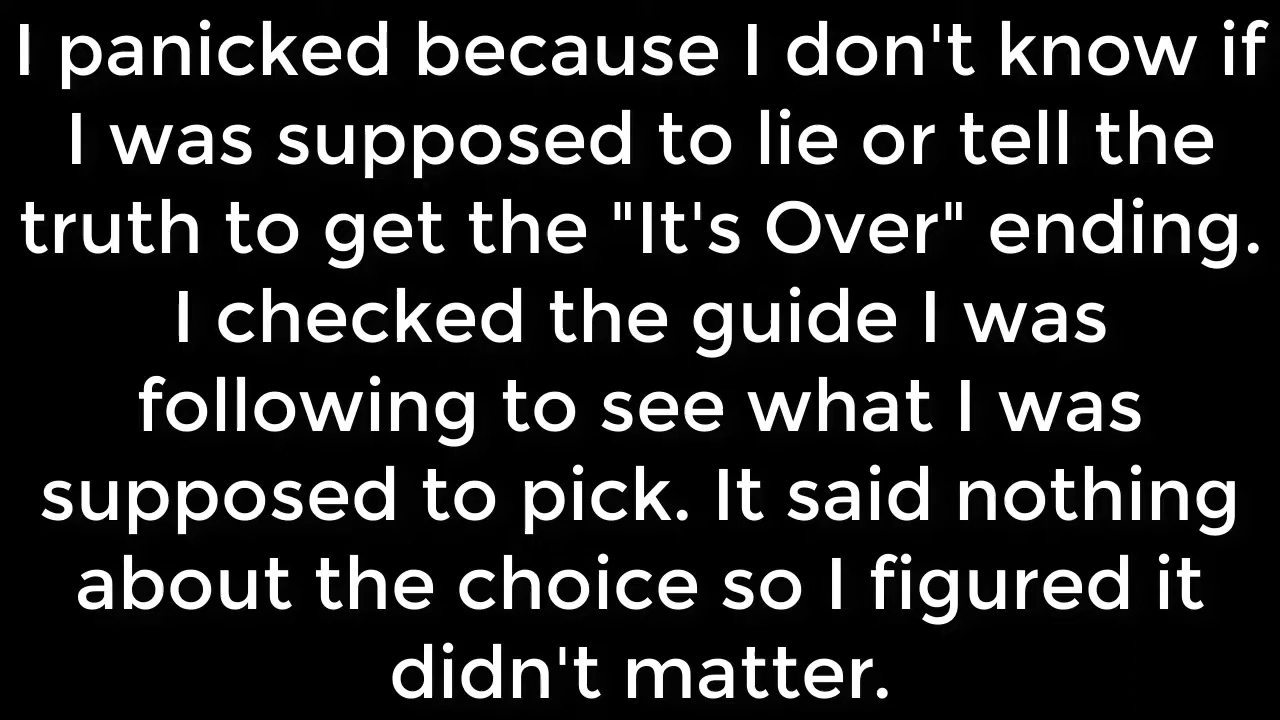 I panicked because I don't know if
I was supposed to lie or tell the
truth to get the "It's Over" ending.
I checked the guide I was
following to see what I was
supposed to pick. It said nothing
about the choice so I figured it
didn't matter.